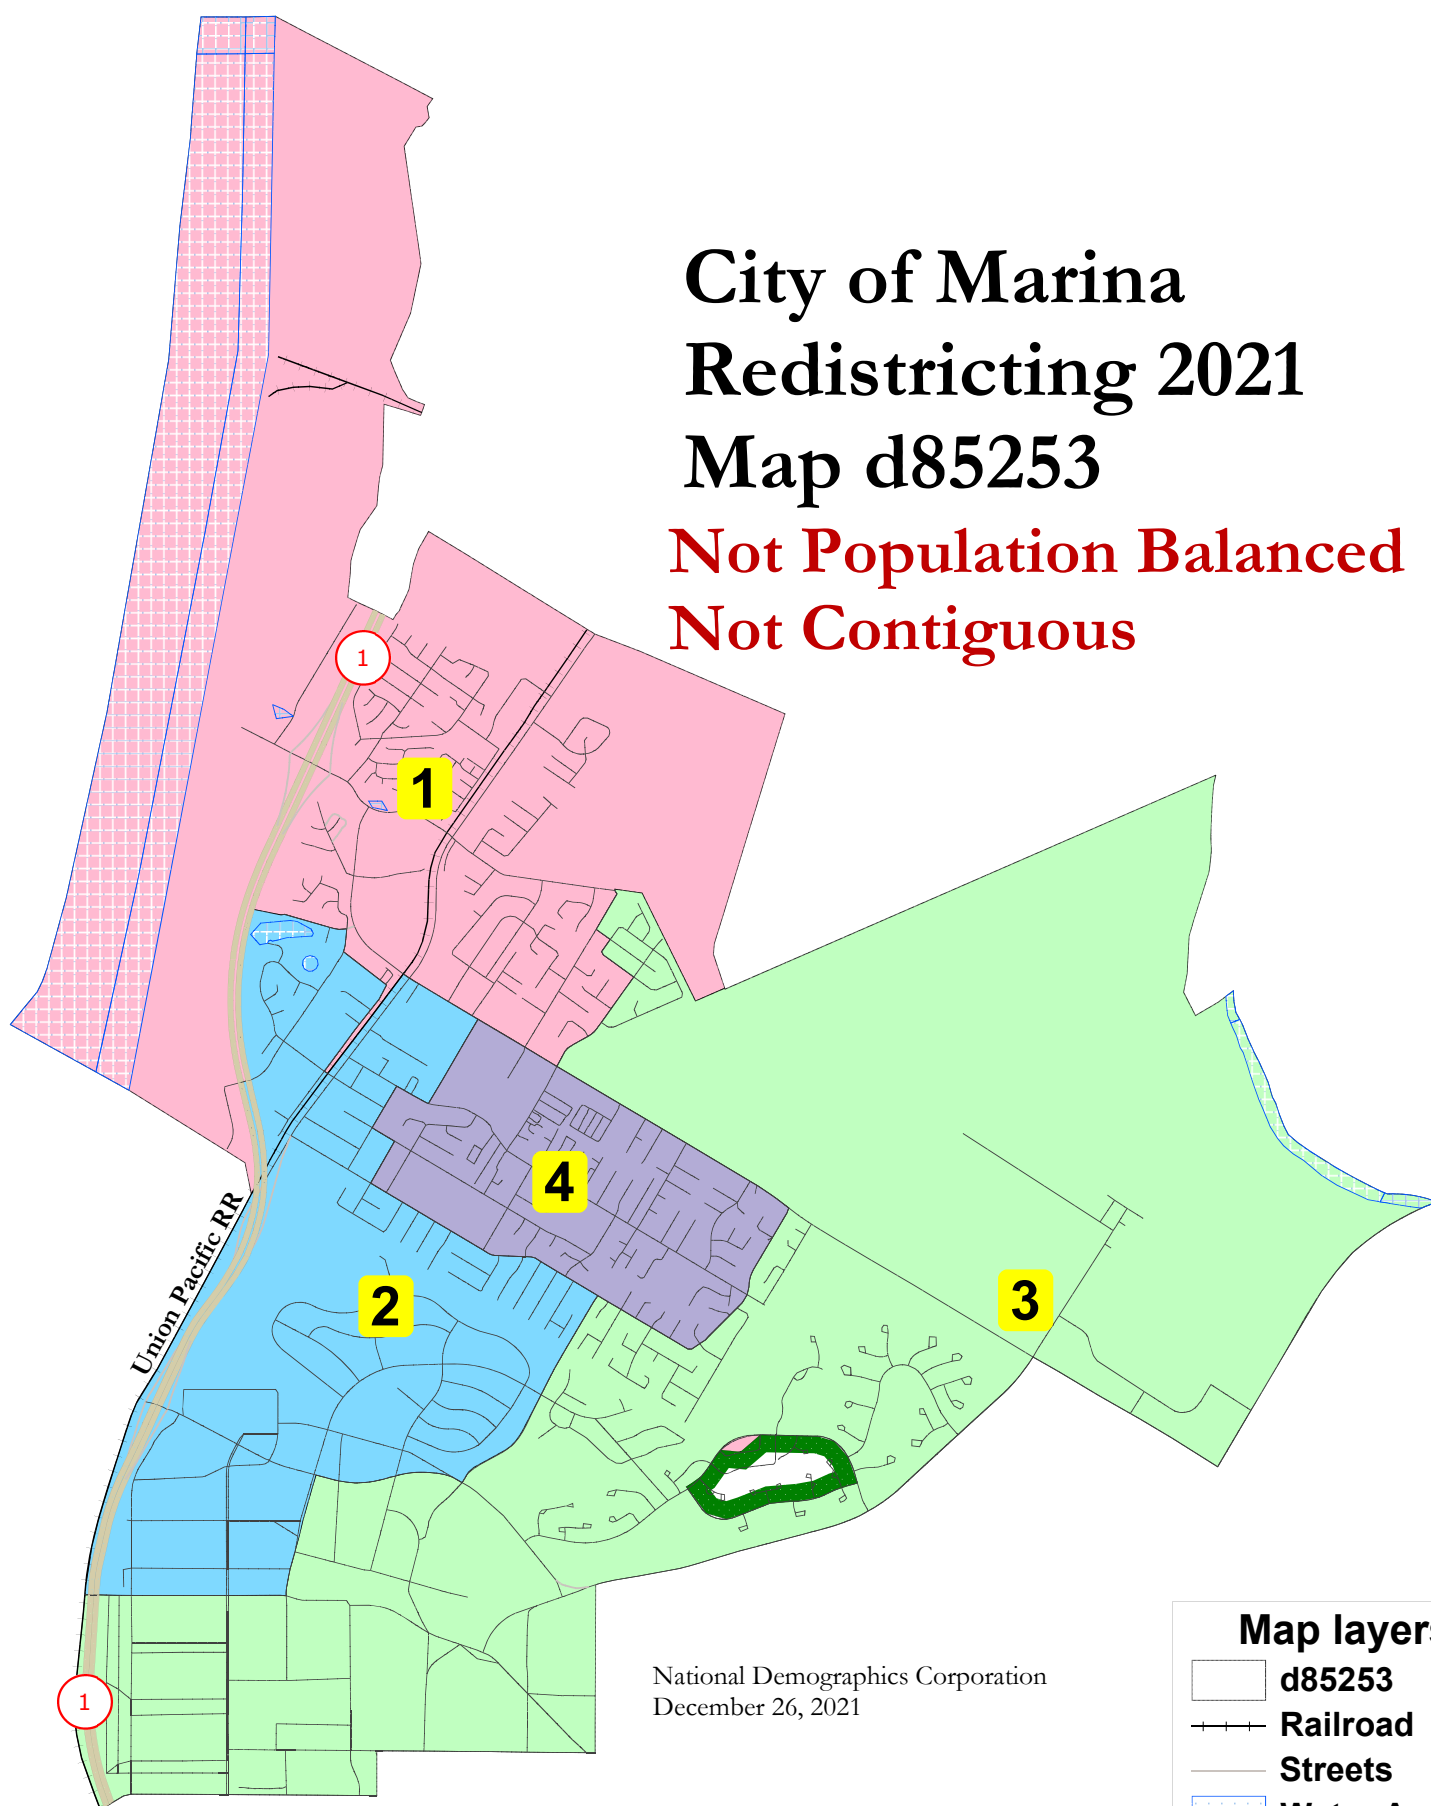 City of Marina
Redistricting 2021
Map d85253
Not Population Balanced
Not Contiguous
1
1
4
2
3
Union Pacific RR
1
National Demographics Corporation
December 26, 2021
Map layers
d85253
Railroad
Streets